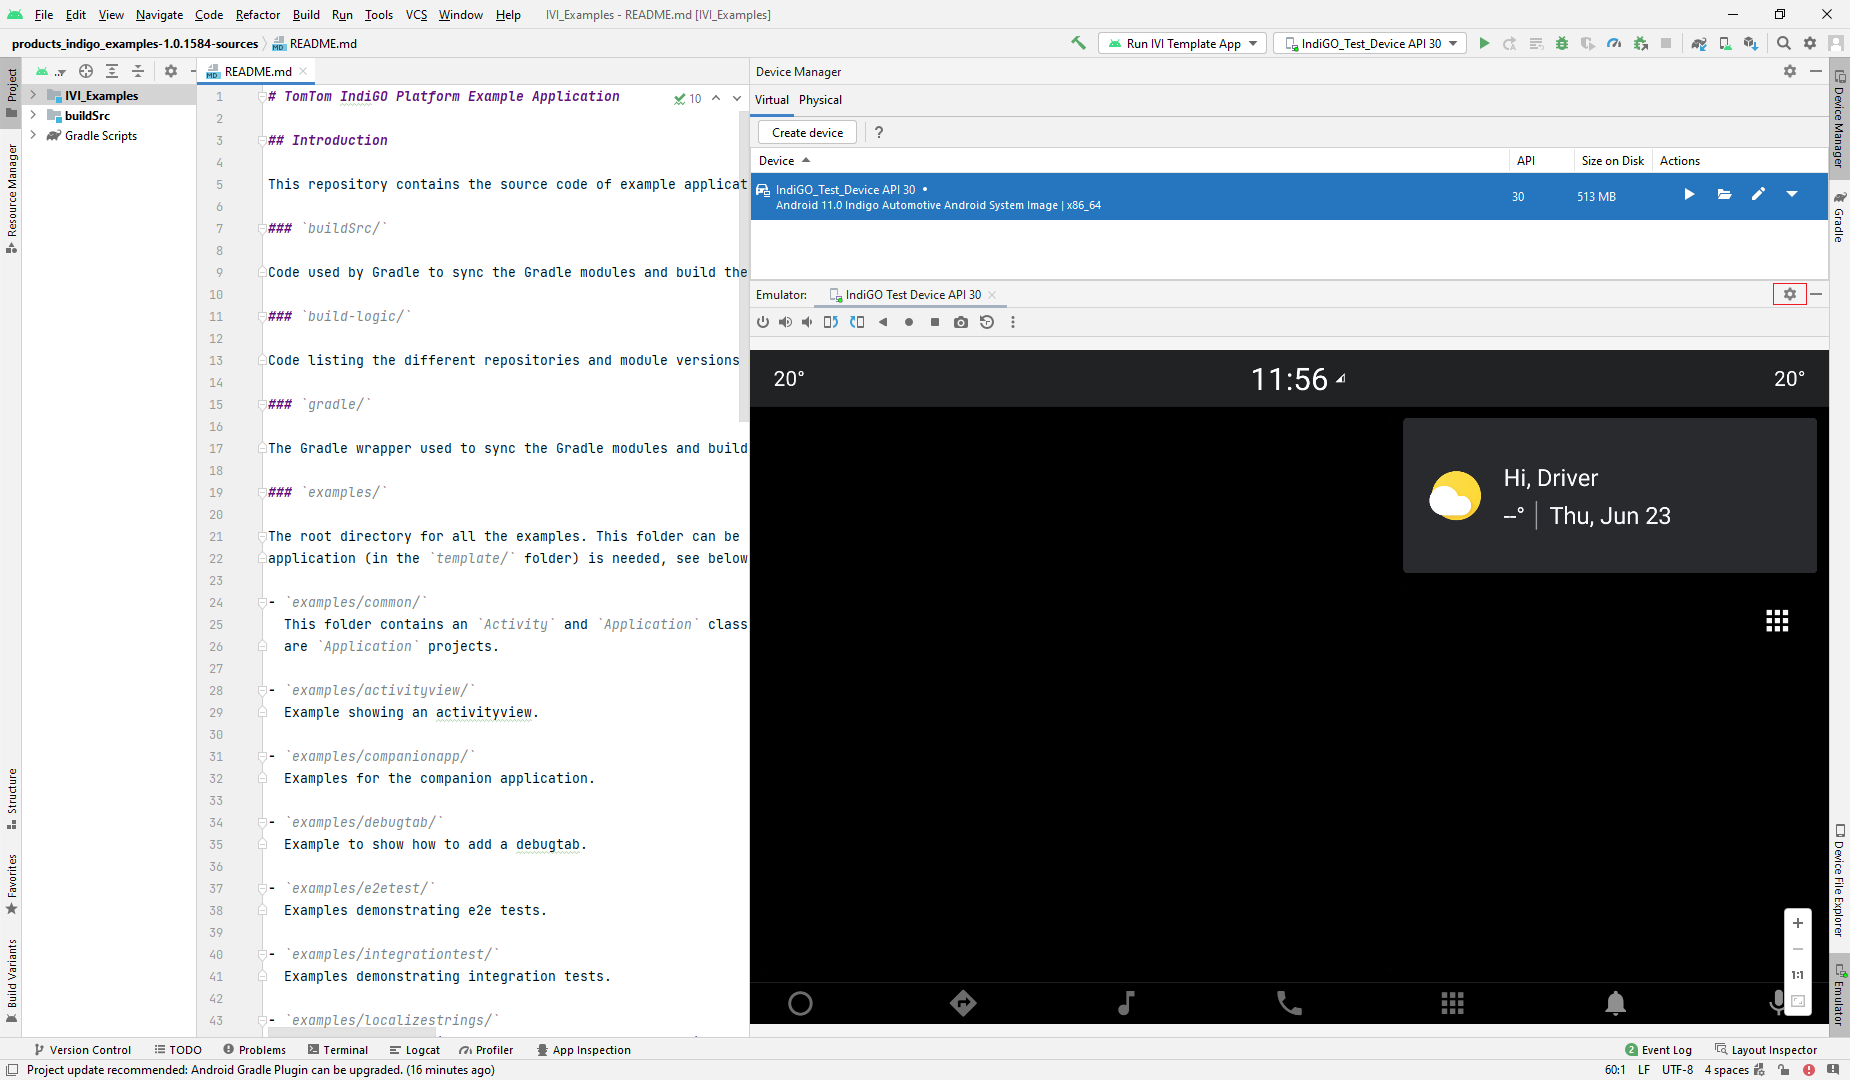 File Edit View Navigate Code Refactor Build Run Tools VCS Window Help IVI_Examples - README.md [IVI_Examples]
products_indigo_examples-1.0.1584-sources README.md Run IVI Template App IndiGO_Test_Device API 30
Project
Resource Manager
Structure
Favorites
Build Variants
IVI_Examples
buildSrc
Gradle Scripts
README.md
10
1 # TomTom IndiGO Platform Example Application
2
3 ## Introduction
4
5 This repository contains the source code of example applicat
6
7 ### `buildSrc/`
8
9 Code used by Gradle to sync the Gradle modules and build the
10
11 ### `build-logic/`
12
13 Code listing the different repositories and module versions
14
15 ### `gradle/`
16
17 The Gradle wrapper used to sync the Gradle modules and build
18
19 ### `examples/`
20
21 The root directory for all the examples. This folder can be
22 application (in the `template/` folder) is needed, see below
23
24 - `examples/common/`
25 This folder contains an `Activity` and `Application` class
26 are `Application` projects.
27
28 - `examples/activityview/`
29 Example showing an activityview.
30
31 - `examples/companionapp/`
32 Examples for the companion application.
33
34 - `examples/debugtab/`
35 Example to show how to add a debugtab.
36
37 - `examples/e2etest/`
38 Examples demonstrating e2e tests.
39
40 - `examples/integrationtest/`
41 Examples demonstrating integration tests.
42
43 - `examples/localizestrings/`
Device Manager
Virtual Physical
Create device ?
Device API Size on Disk Actions
IndiGO_Test_Device API 30 •
Android 11.0 Indigo Automotive Android System Image | x86_64
30 513 MB
Emulator: IndiGO Test Device API 30
20° 11:56 20°
Hi, Driver
--° Thu, Jun 23
+
−
1:1
Device Manager
Gradle
Device File Explorer
Emulator
Version Control TODO Problems Terminal Logcat Profiler App Inspection 2 Event Log Layout Inspector
Project update recommended: Android Gradle Plugin can be upgraded. (16 minutes ago) 60:1 LF UTF-8 4 spaces